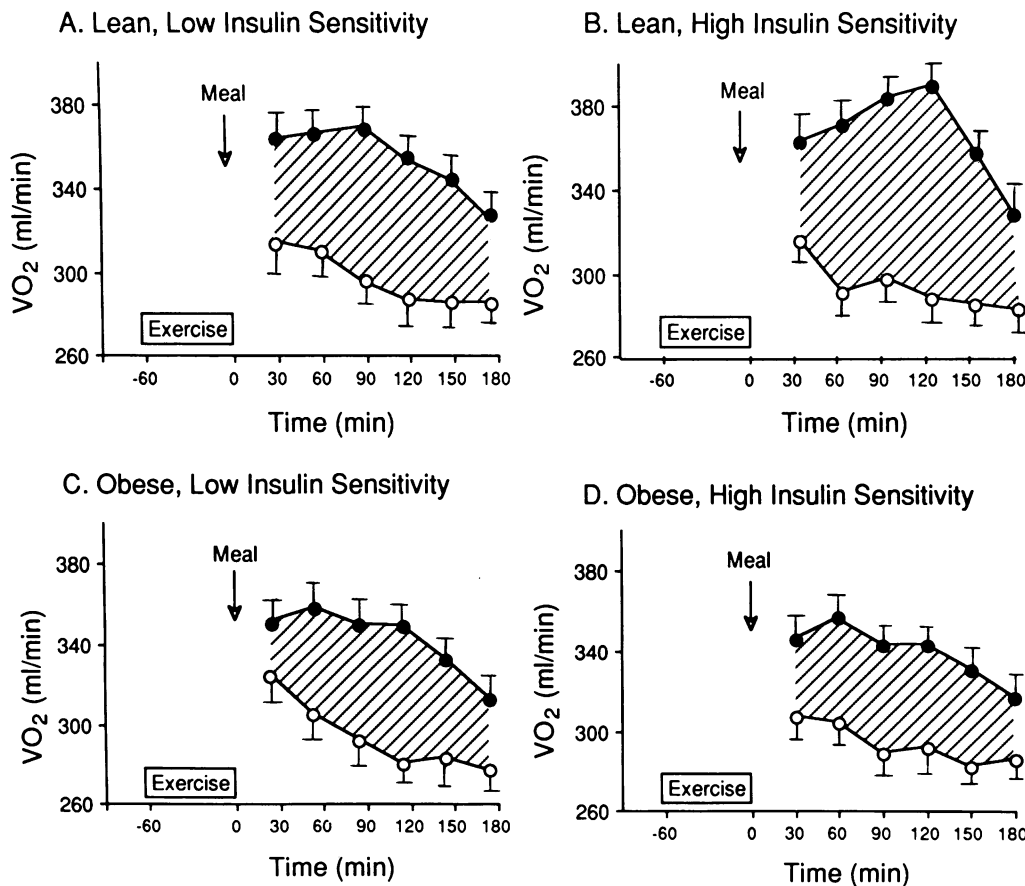 A. Lean, Low Insulin Sensitivity
380
340
300
260
VO₂ (ml/min)
Meal
Exercise
-60 0 30 60 90 120 150 180
Time (min)
B. Lean, High Insulin Sensitivity
380
340
300
260
VO₂ (ml/min)
Meal
Exercise
-60 0 30 60 90 120 150 180
Time (min)
C. Obese, Low Insulin Sensitivity
380
340
300
260
VO₂ (ml/min)
Meal
Exercise
-60 0 30 60 90 120 150 180
Time (min)
D. Obese, High Insulin Sensitivity
380
340
300
260
VO₂ (ml/min)
Meal
Exercise
-60 0 30 60 90 120 150 180
Time (min)